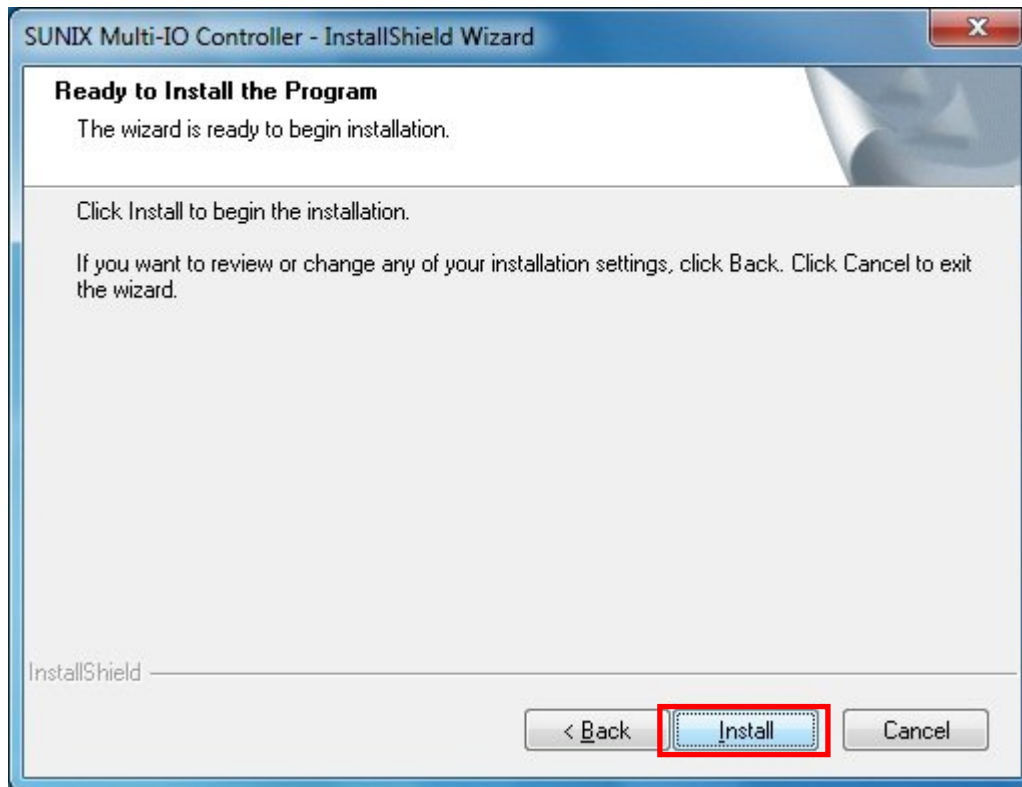 SUNIX Multi-IO Controller - InstallShield Wizard
Ready to Install the Program
The wizard is ready to begin installation.
Click Install to begin the installation.
If you want to review or change any of your installation settings, click Back. Click Cancel to exit
the wizard.
InstallShield
< Back Install Cancel